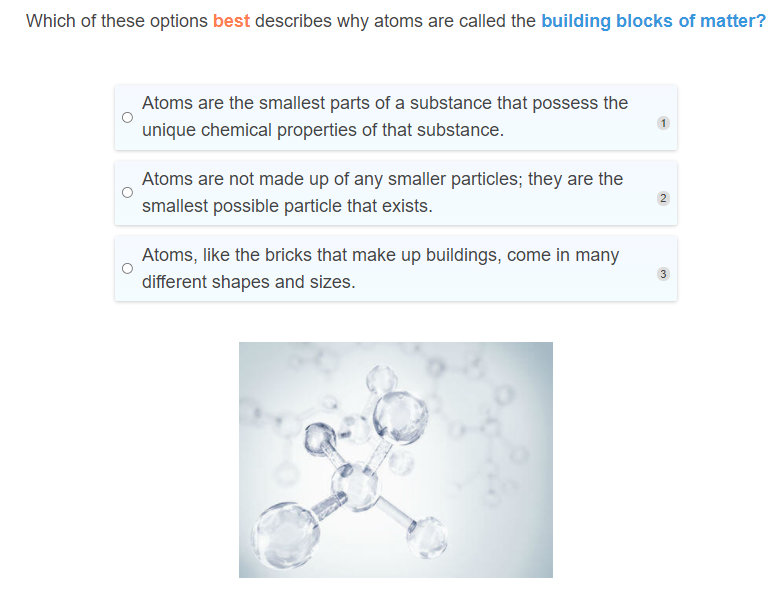 Which of these options best describes why atoms are called the building blocks of matter?
Atoms are the smallest parts of a substance that possess the
unique chemical properties of that substance.
1
Atoms are not made up of any smaller particles; they are the
smallest possible particle that exists.
2
Atoms, like the bricks that make up buildings, come in many
different shapes and sizes.
3